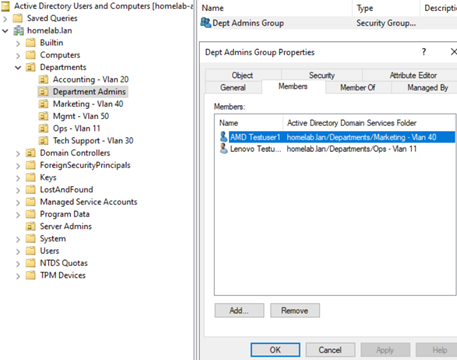 Active Directory Users and Computers [homelab-a
Saved Queries
homelab.lan
Builtin
Computers
Departments
Accounting - Vlan 20
Department Admins
Marketing - Vlan 40
Mgmt - Vlan 50
Ops - Vlan 11
Tech Support - Vlan 30
Domain Controllers
ForeignSecurityPrincipals
Keys
LostAndFound
Managed Service Accounts
Program Data
Server Admins
System
Users
NTDS Quotas
TPM Devices
Name Type Descriptio
Dept Admins Group Security Group...
Dept Admins Group Properties ? ×
Object Security Attribute Editor
General Members Member Of Managed By
Members:
Name Active Directory Domain Services Folder
AMD Testuser1 homelab.lan/Departments/Marketing - Vlan 40
Lenovo Testu... homelab.lan/Departments/Ops - Vlan 11
Add... Remove
OK Cancel Apply Help